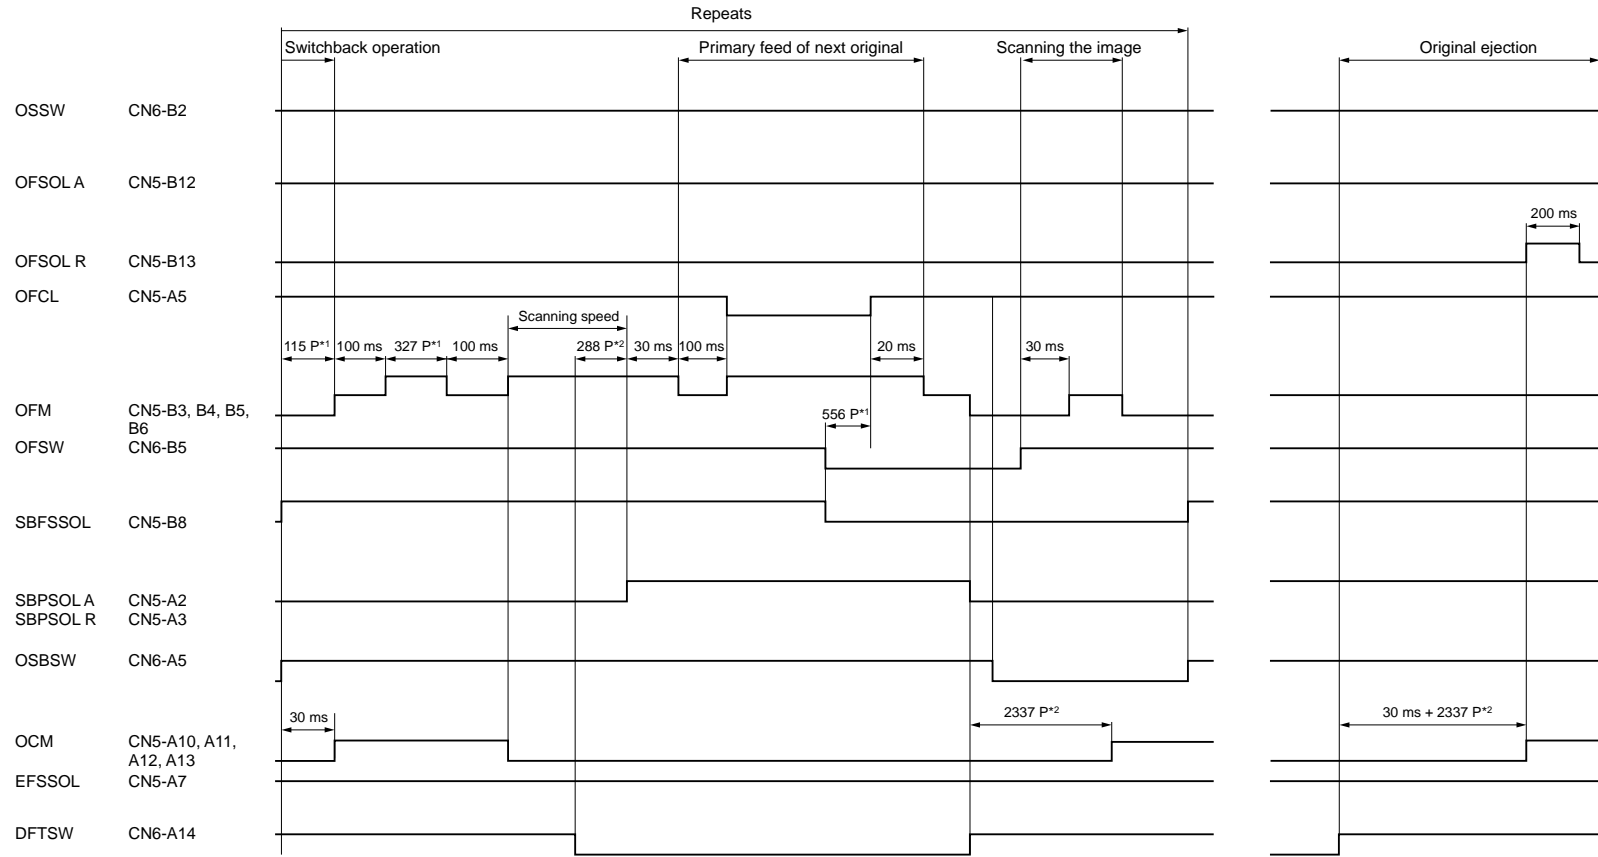 Repeats
Switchback operation
Primary feed of next original
Scanning the image
Original ejection
OSSW CN6-B2
OFSOL A CN5-B12
200 ms
OFSOL R CN5-B13
OFCL CN5-A5
Scanning speed
115 P*1 100 ms 327 P*1 100 ms 288 P*2 30 ms 100 ms 20 ms 30 ms
OFM CN5-B3, B4, B5,
B6
556 P*1
OFSW CN6-B5
SBFSSOL CN5-B8
SBPSOL A CN5-A2
SBPSOL R CN5-A3
OSBSW CN6-A5
30 ms 2337 P*2 30 ms + 2337 P*2
OCM CN5-A10, A11,
A12, A13
EFSSOL CN5-A7
DFTSW CN6-A14